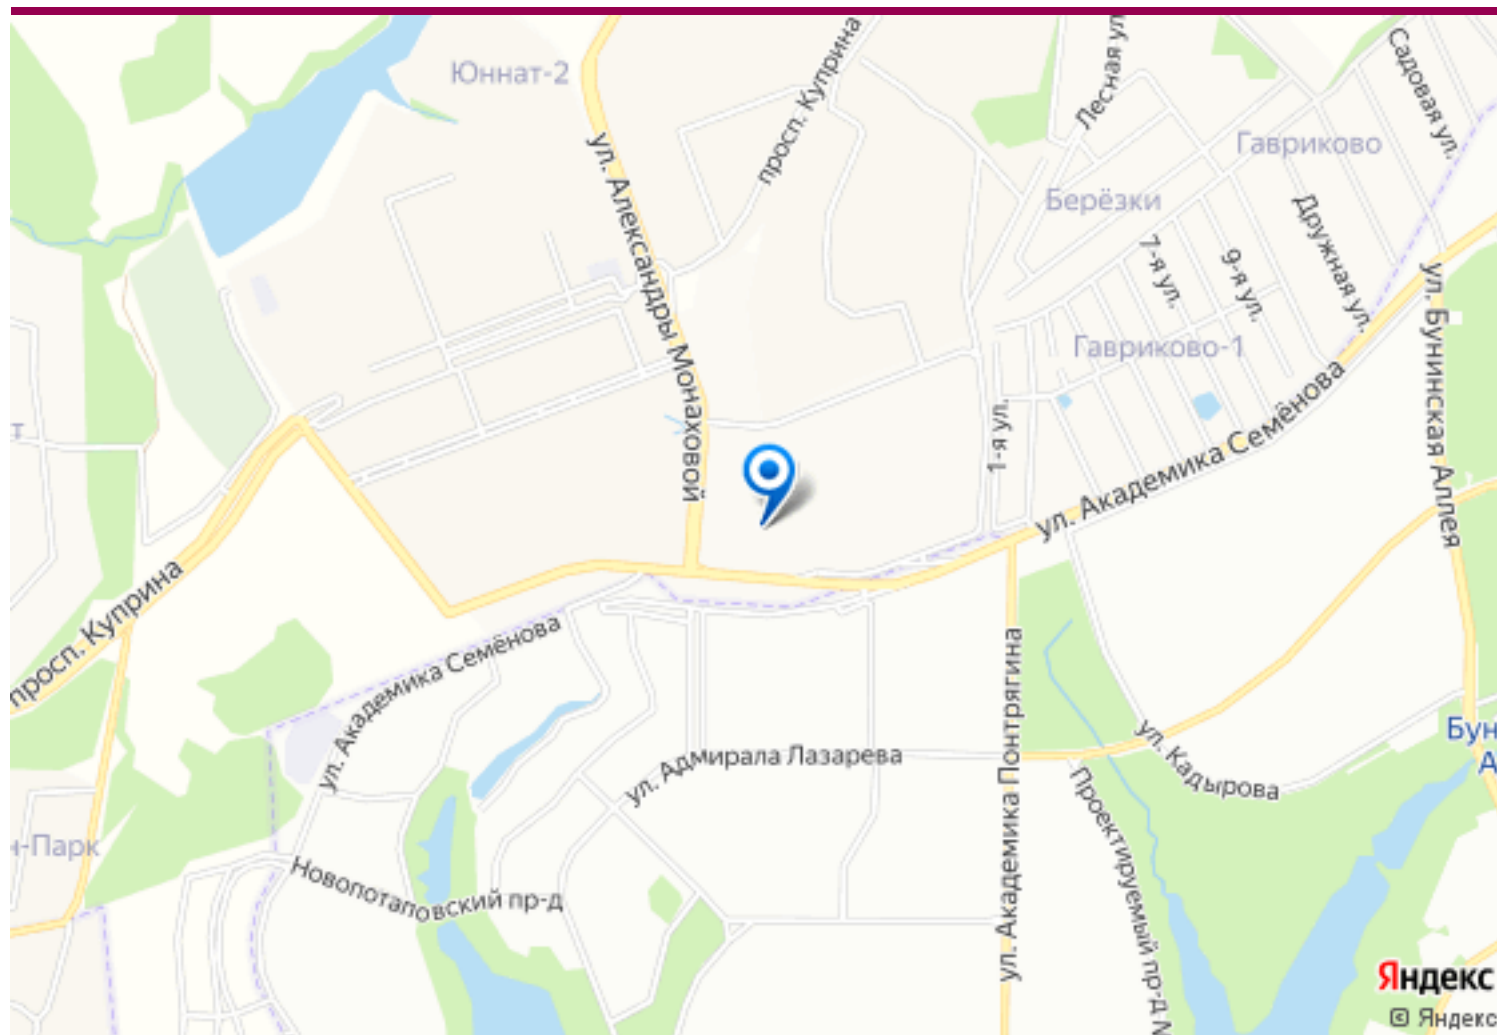 Юннат-2
просп. Куприна
Лесная ул
Садовая ул.
ул. Александры Монаховой
Гавриково
Берёзки
Дружная ул.
7-я ул.
9-я ул.
ул. Бунинская Аллея
Гавриково-1
т
1-я ул.
ул. Академика Семёнова
просп. Куприна
ул. Академика Семёнова
ул. Академика Понтрягина
ул. Адмирала Лазарева
ул. Кадырова
Бун
А
Проектируемый пр-д №
н-Парк
Новопотаповский пр-д
Яндекс
© Яндекс